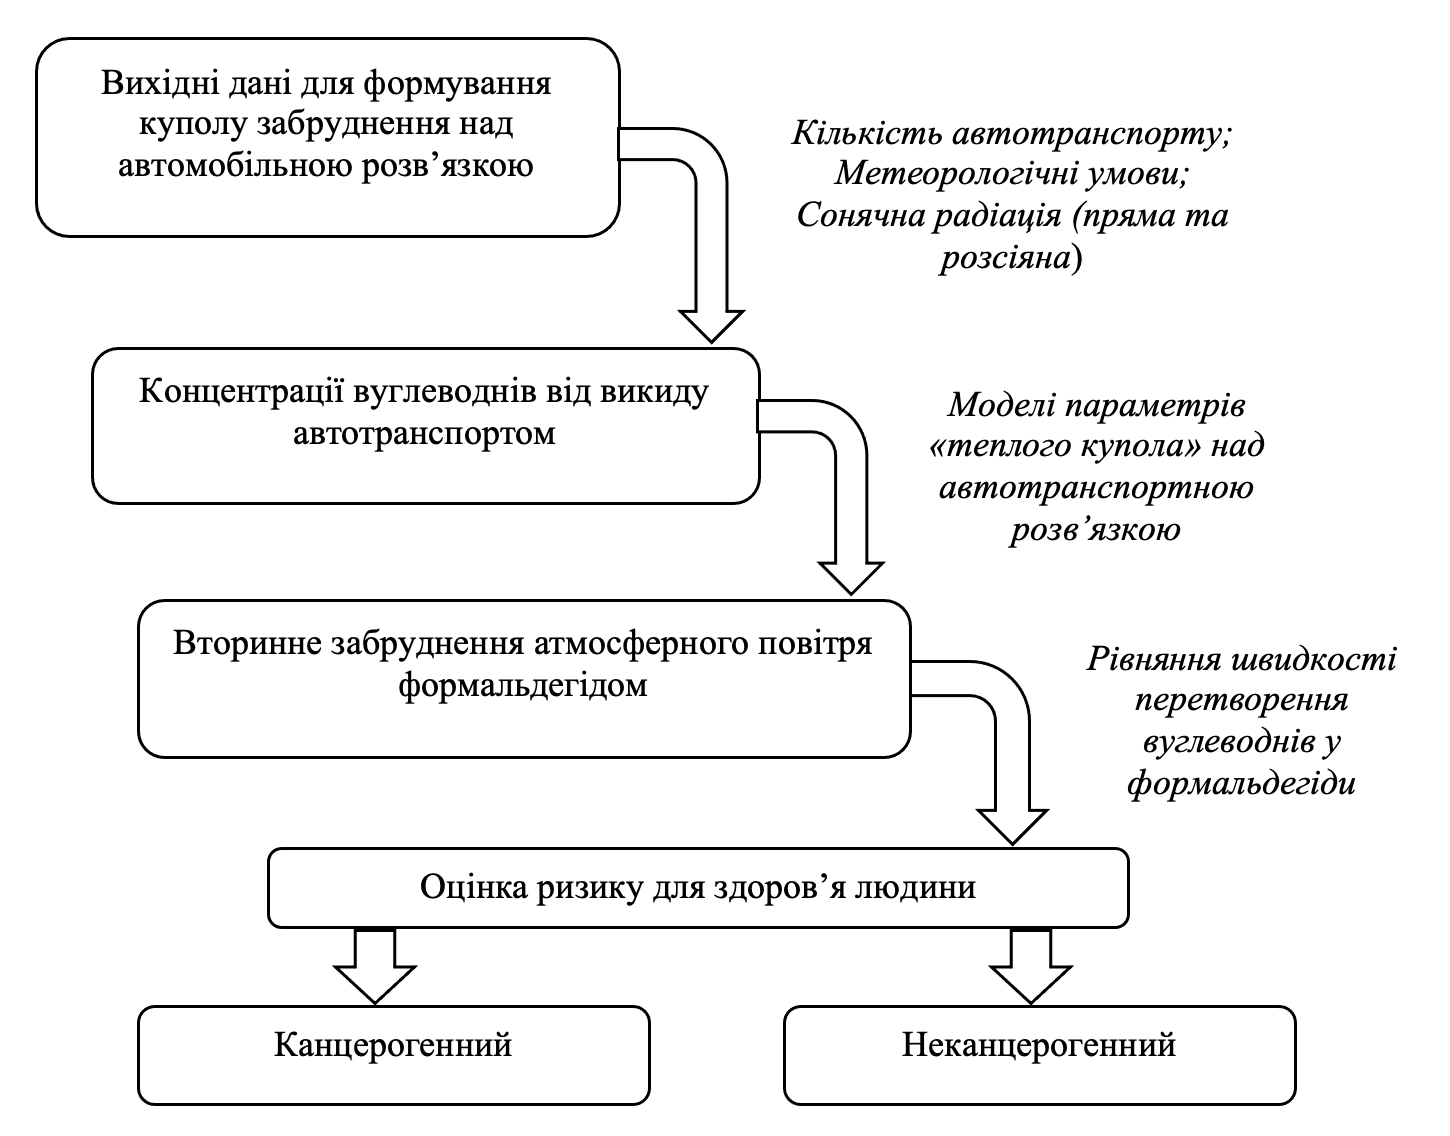 Вихідні дані для формування
куполу забруднення над
автомобільною розв’язкою
Кількість автотранспорту;
Метеорологічні умови;
Сонячна радіація (пряма та
розсіяна)
Концентрації вуглеводнів від викиду
автотранспортом
Моделі параметрів
«теплого купола» над
автотранспортною
розв’язкою
Вторинне забруднення атмосферного повітря
формальдегідом
Рівняння швидкості
перетворення
вуглеводнів у
формальдегіди
Оцінка ризику для здоров’я людини
Канцерогенний
Неканцерогенний